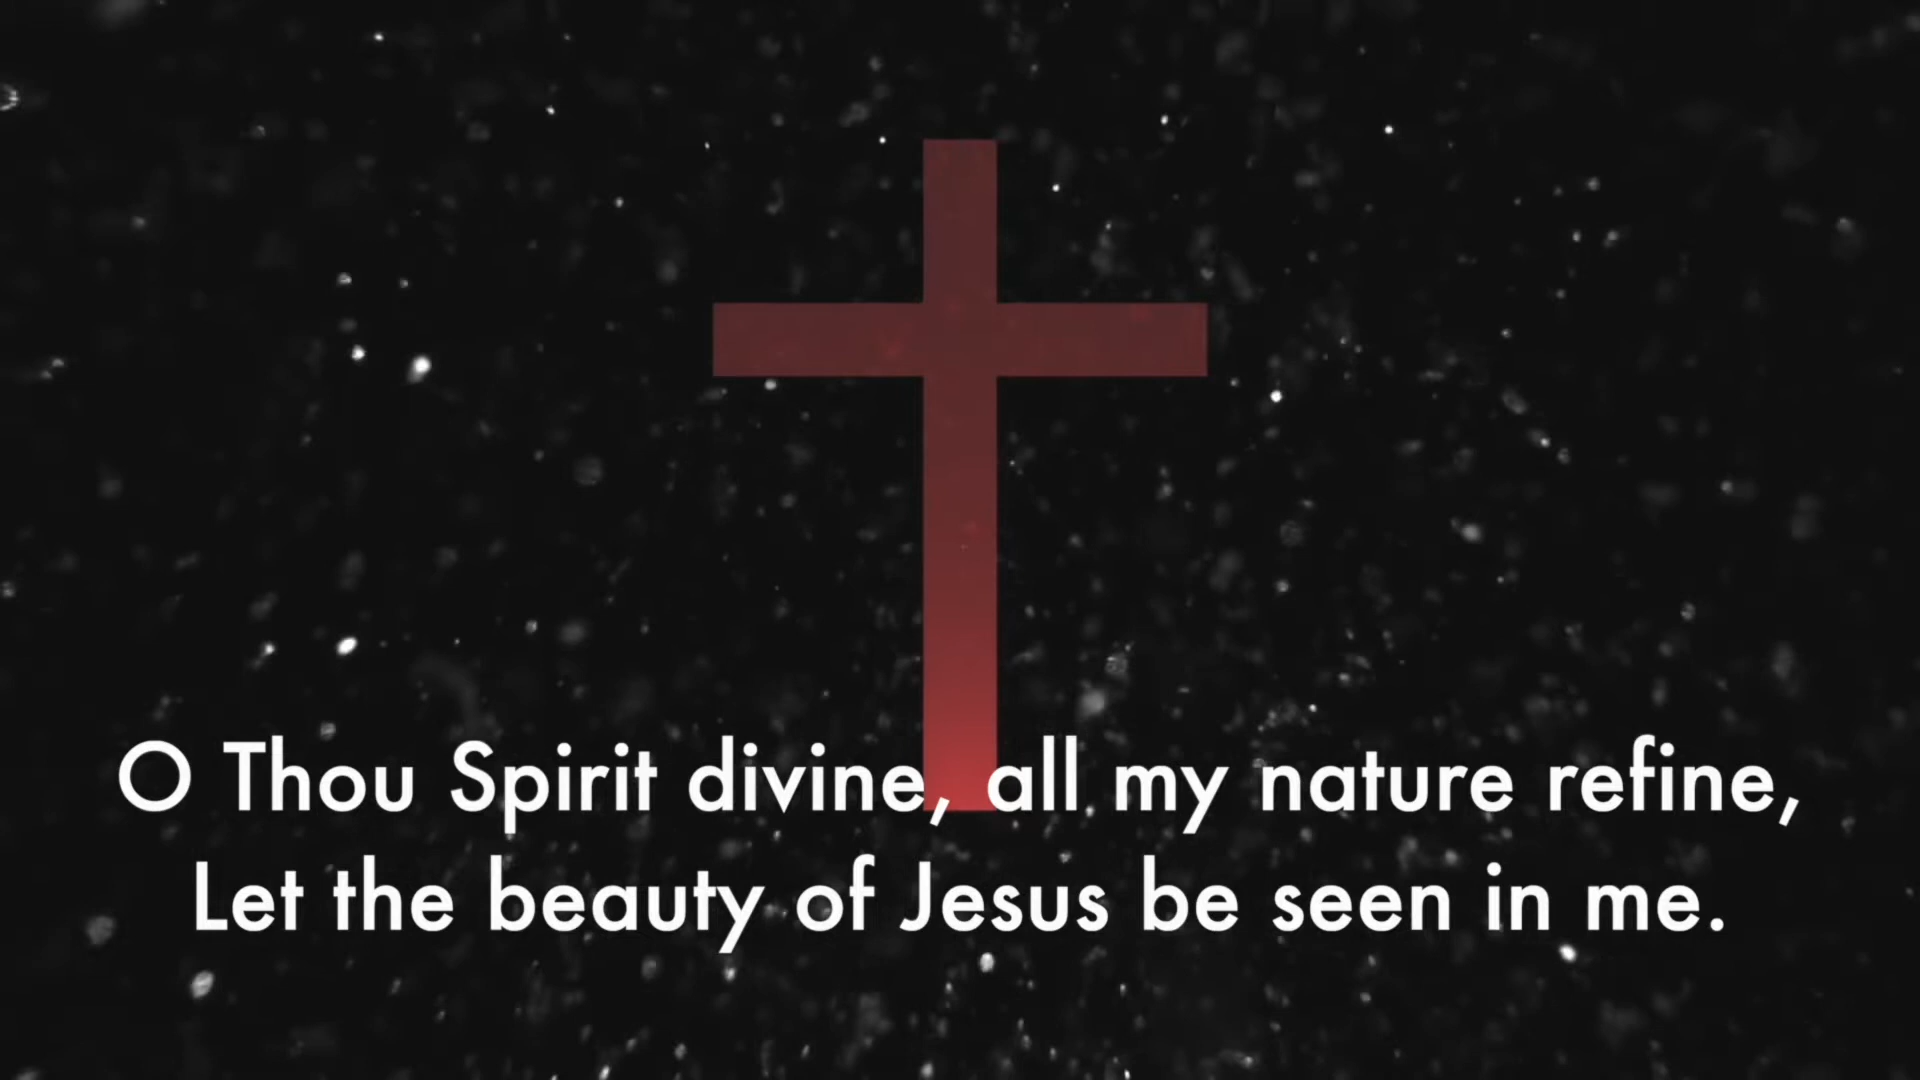 O Thou Spirit divine, all my nature refine,
Let the beauty of Jesus be seen in me.